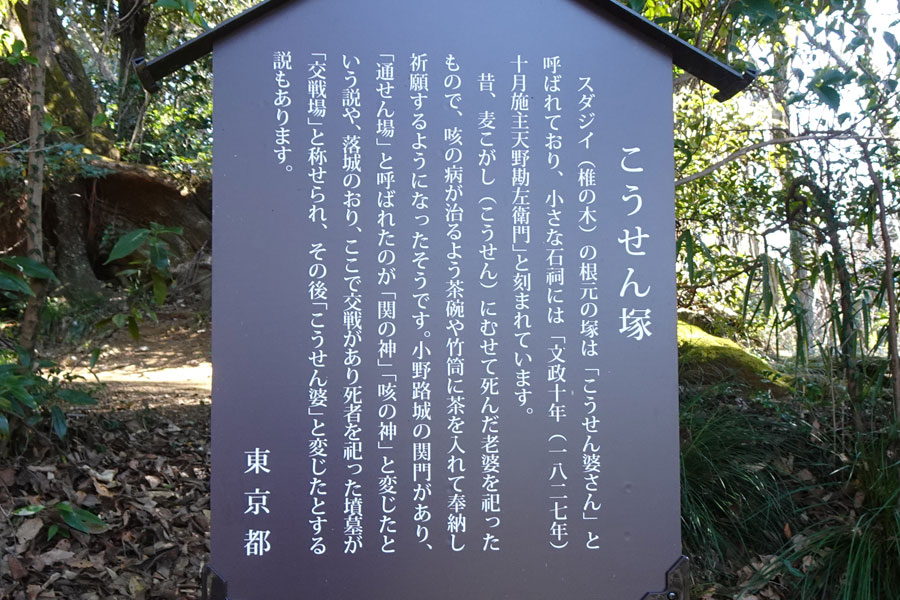 こうせん塚
スダジイ（椎の木）の根元の塚は「こうせん婆さん」と
呼ばれており、小さな石祠には「文政十年（一八二七年）
十月施主天野勘左衛門」と刻まれています。
昔、麦こがし（こうせん）にむせて死んだ老婆を祀った
もので、咳の病が治るよう茶碗や竹筒に茶を入れて奉納し
祈願するようになったそうです。小野路城の関門があり、
「通せん場」と呼ばれたのが「関の神」「咳の神」と変じたと
いう説や、落城のおり、ここで交戦があり死者を祀った墳墓が
「交戦場」と称せられ、その後「こうせん婆」と変じたとする
説もあります。
東京都